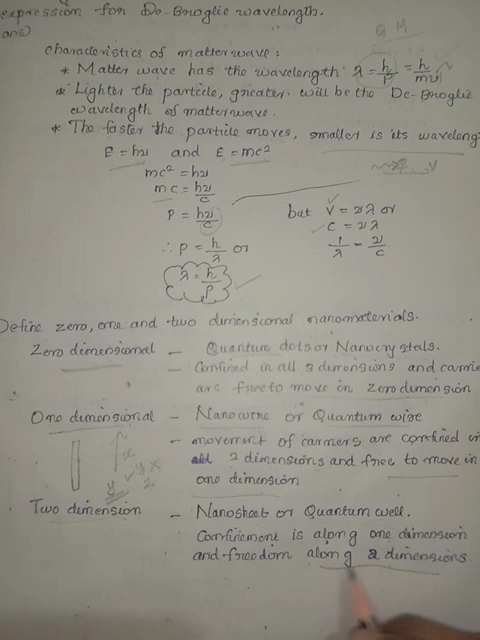 expression for De-Broglie wavelength.
ans)
Q M
characteristics of matterwave:
* Matter wave has the wavelength λ = h/p = h/mv
* Lighter the particle, greater will be the De-Broglie
wavelength of matterwave.
* The faster the particle moves, smaller is its waveleng
E = hν and E = mc²
mc² = hν
mc = hν/c
P = hν/c
but V = νλ or
C = νλ
∴ P = h/λ or
1/λ = ν/c
λ = h/p
Define zero, one and two dimensional nanomaterials.
Zero dimensional - Quantum dots or Nanocrystals.
- Confined in all 3 dimensions and carrie
are free to move in zero dimension
One dimensional - Nanowire or Quantum wire
- movement of carriers are confined in
2 dimensions and free to move in
one dimension
x
y
Two dimension - Nanosheet or Quantum well.
Confinement is along one dimension
and freedom along 2 dimensions.